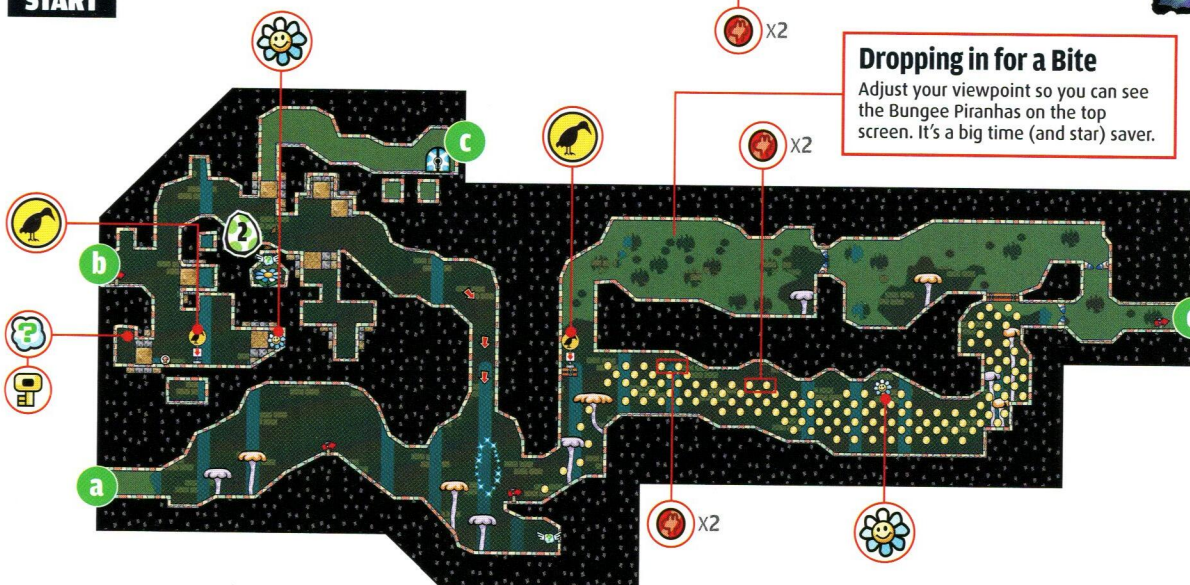 START
X2
Dropping in for a Bite
Adjust your viewpoint so you can see
the Bungee Piranhas on the top
screen. It's a big time (and star) saver.
X2
c
2
b
?
a
X2